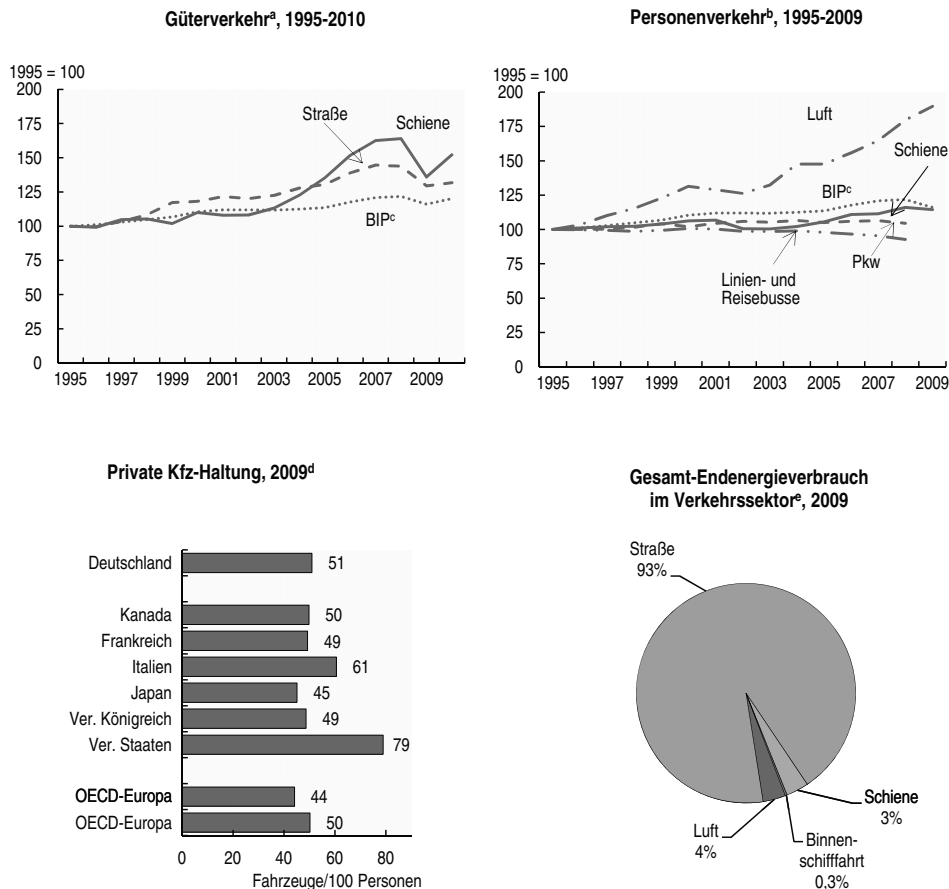 Güterverkehrᵃ, 1995-2010
1995 = 100
200
175
150
125
100
75
50
25
0
Straße
Schiene
BIPᶜ
1995 1997 1999 2001 2003 2005 2007 2009
Personenverkehrᵇ, 1995-2009
1995 = 100
200
175
150
125
100
75
50
25
0
Luft
Schiene
BIPᶜ
Linien- und
Reisebusse
Pkw
1995 1997 1999 2001 2003 2005 2007 2009
Private Kfz-Haltung, 2009ᵈ
Deutschland 51
Kanada 50
Frankreich 49
Italien 61
Japan 45
Ver. Königreich 49
Ver. Staaten 79
OECD-Europa 44
OECD-Europa 50
0 20 40 60 80
Fahrzeuge/100 Personen
Gesamt-Endenergieverbrauch
im Verkehrssektorᵉ, 2009
Straße
93%
Schiene
3%
Luft
4%
Binnen-
schifffahrt
0,3%